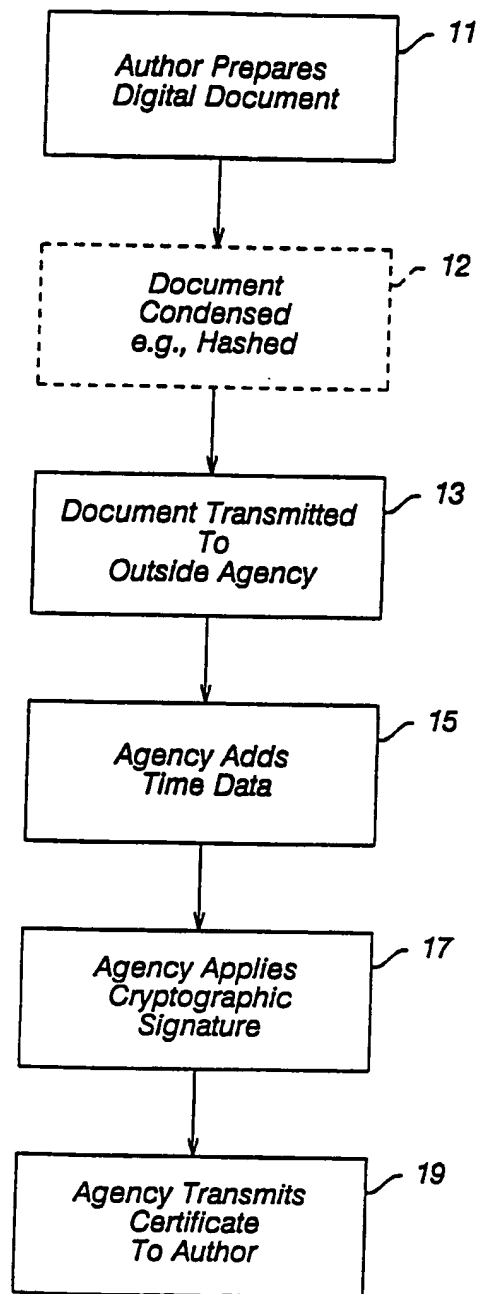 11
Author Prepares
Digital Document
12
Document
Condensed
e.g., Hashed
13
Document Transmitted
To
Outside Agency
15
Agency Adds
Time Data
17
Agency Applies
Cryptographic
Signature
19
Agency Transmits
Certificate
To Author